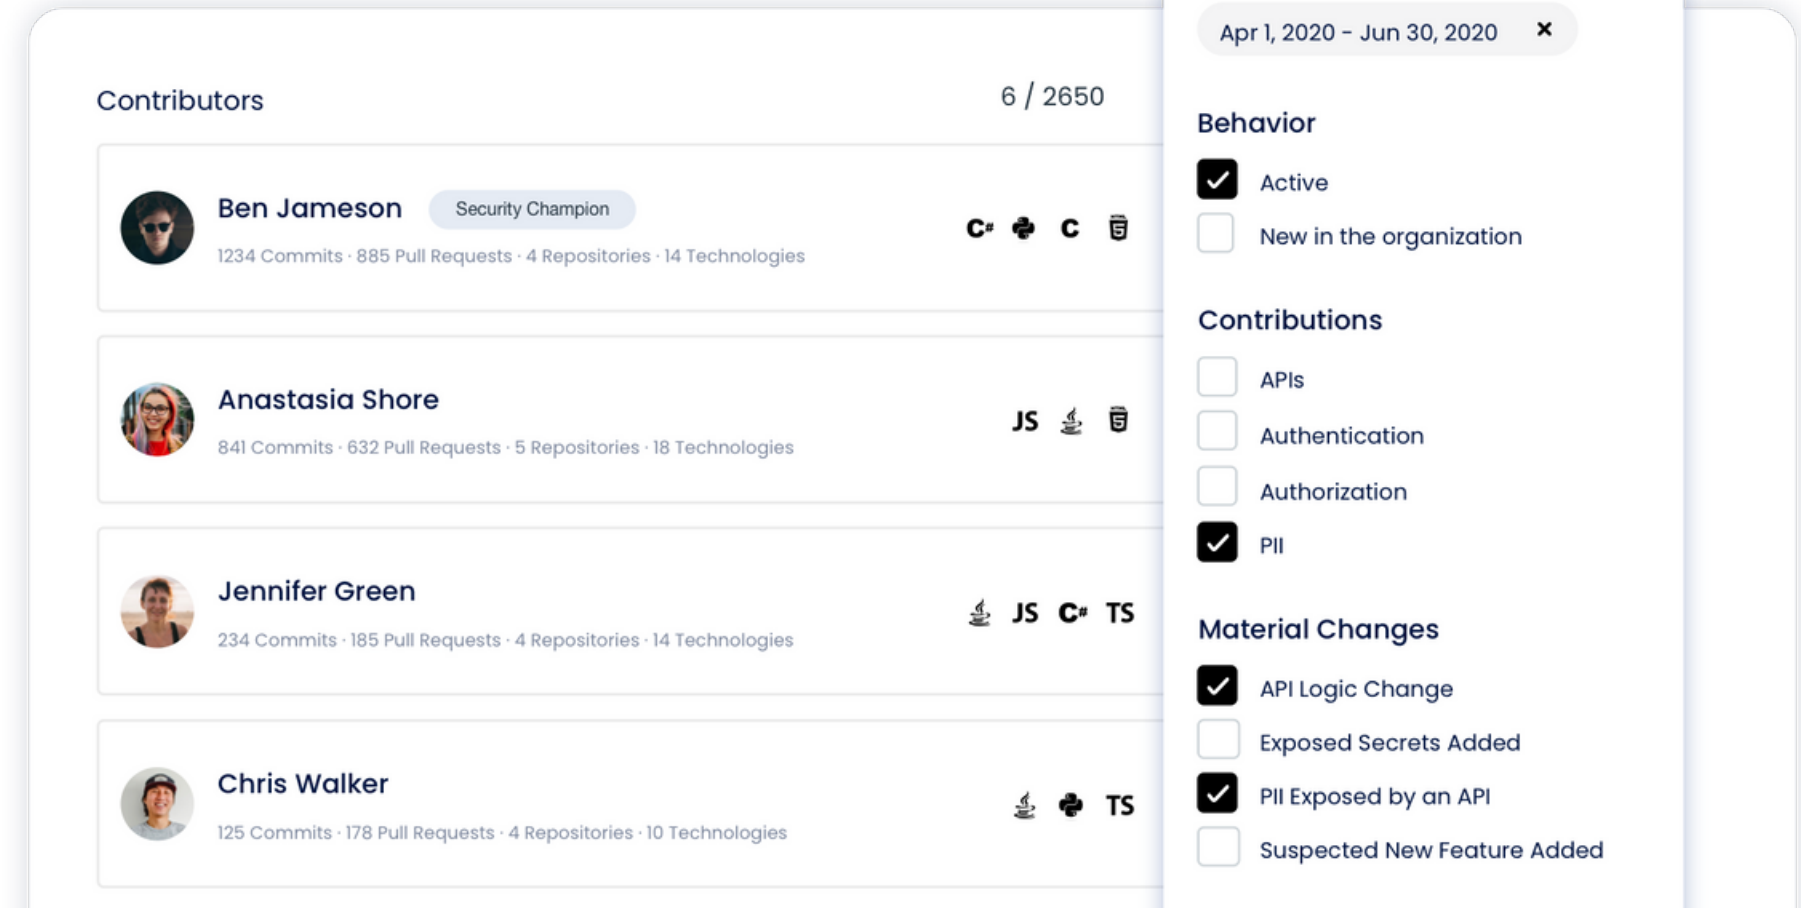 Contributors
6 / 2650
Ben Jameson
Security Champion
1234 Commits · 885 Pull Requests · 4 Repositories · 14 Technologies
C# C 5
Anastasia Shore
841 Commits · 632 Pull Requests · 5 Repositories · 18 Technologies
JS 5
Jennifer Green
234 Commits · 185 Pull Requests · 4 Repositories · 14 Technologies
JS C# TS
Chris Walker
125 Commits · 178 Pull Requests · 4 Repositories · 10 Technologies
TS
Apr 1, 2020 - Jun 30, 2020
Behavior
Active
New in the organization
Contributions
APIs
Authentication
Authorization
PII
Material Changes
API Logic Change
Exposed Secrets Added
PII Exposed by an API
Suspected New Feature Added